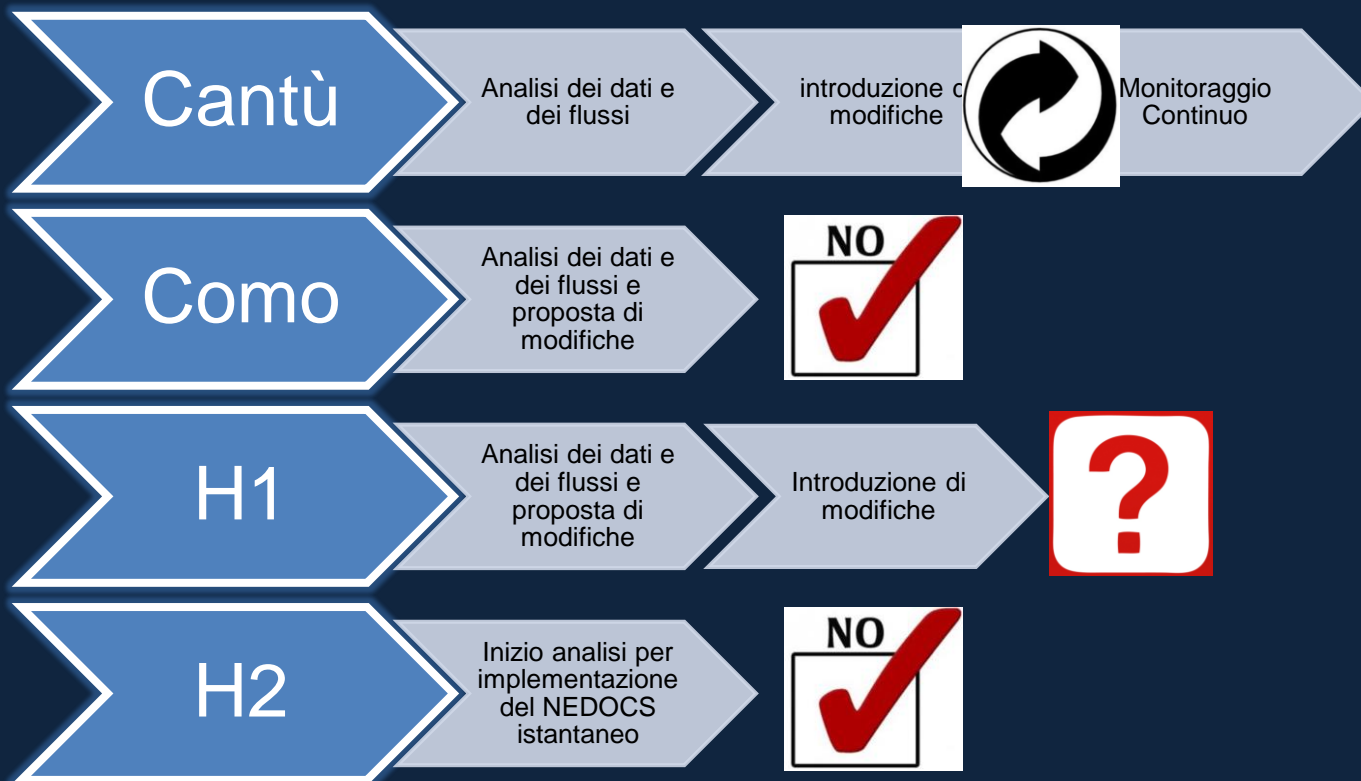 Cantù
Analisi dei dati e
dei flussi
introduzione
modifiche
Monitoraggio
Continuo
Como
Analisi dei dati e
dei flussi e
proposta di
modifiche
NO
H1
Analisi dei dati e
dei flussi e
proposta di
modifiche
Introduzione di
modifiche
?
H2
Inizio analisi per
implementazione
del NEDOCS
istantaneo
NO